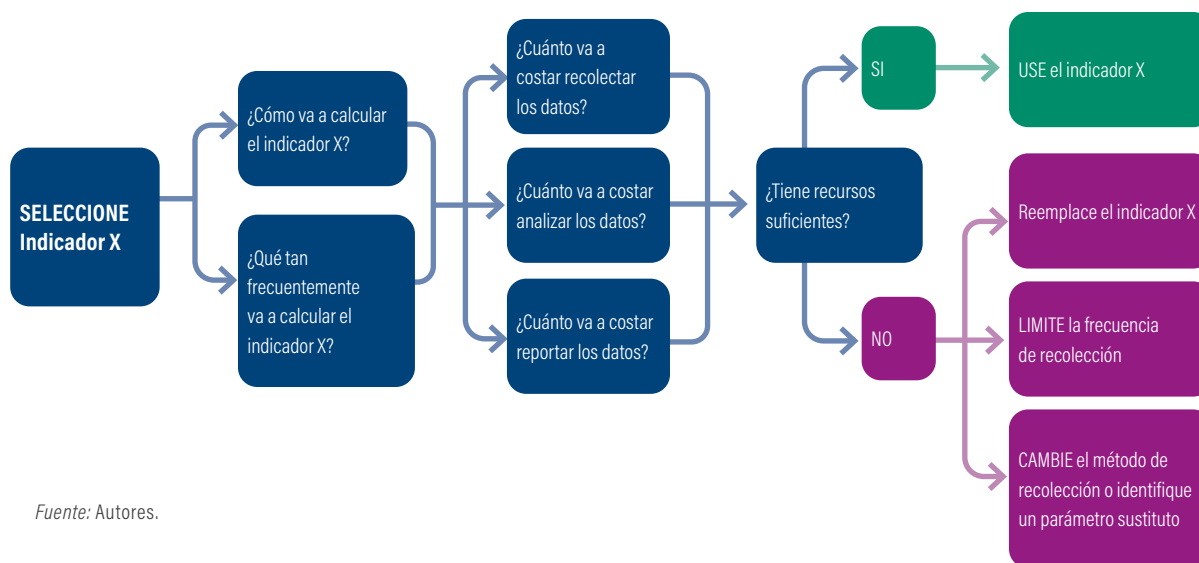 SELECCIONE
Indicador X
¿Cómo va a calcular
el indicador X?
¿Qué tan
frecuentemente
va a calcular el
indicador X?
¿Cuánto va a
costar recolectar
los datos?
¿Cuánto va a costar
analizar los datos?
¿Cuánto va a costar
reportar los datos?
¿Tiene recursos
suficientes?
SI
USE el indicador X
NO
Reemplace el indicador X
LIMITE la frecuencia
de recolección
CAMBIE el método de
recolección o identifique
un parámetro sustituto
Fuente: Autores.